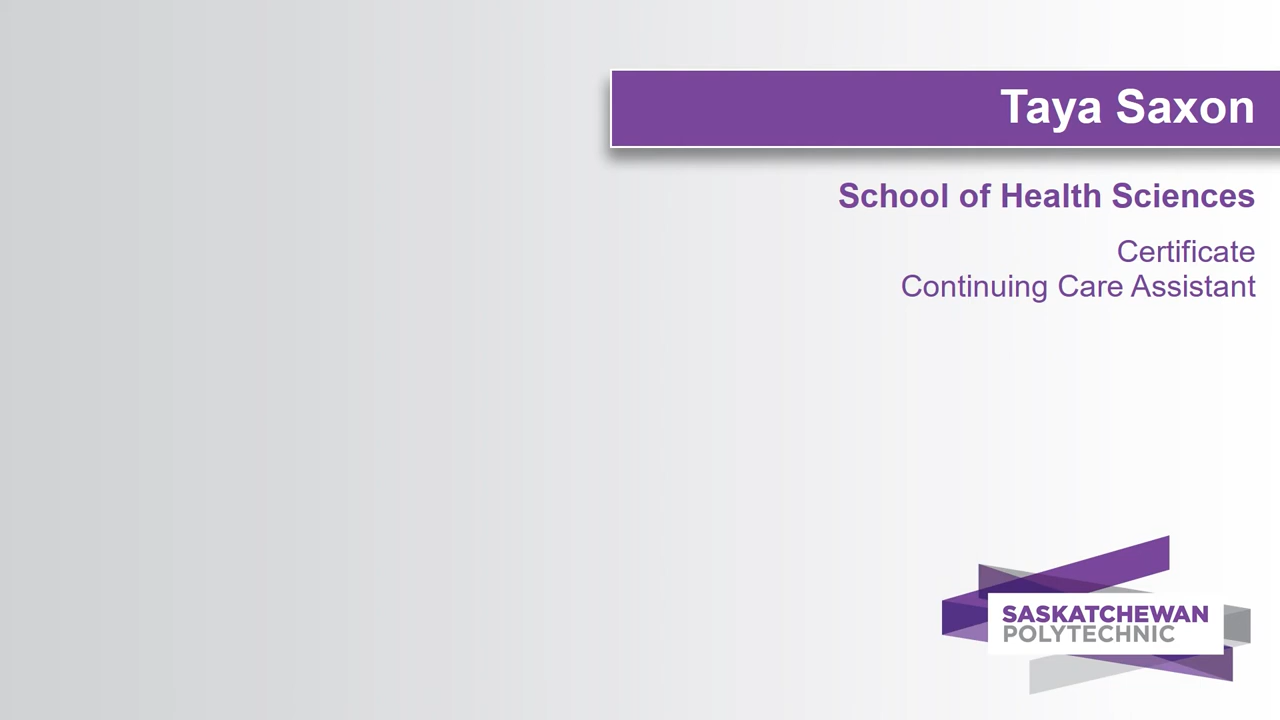 Taya Saxon
School of Health Sciences
Certificate
Continuing Care Assistant
SASKATCHEWAN
POLYTECHNIC